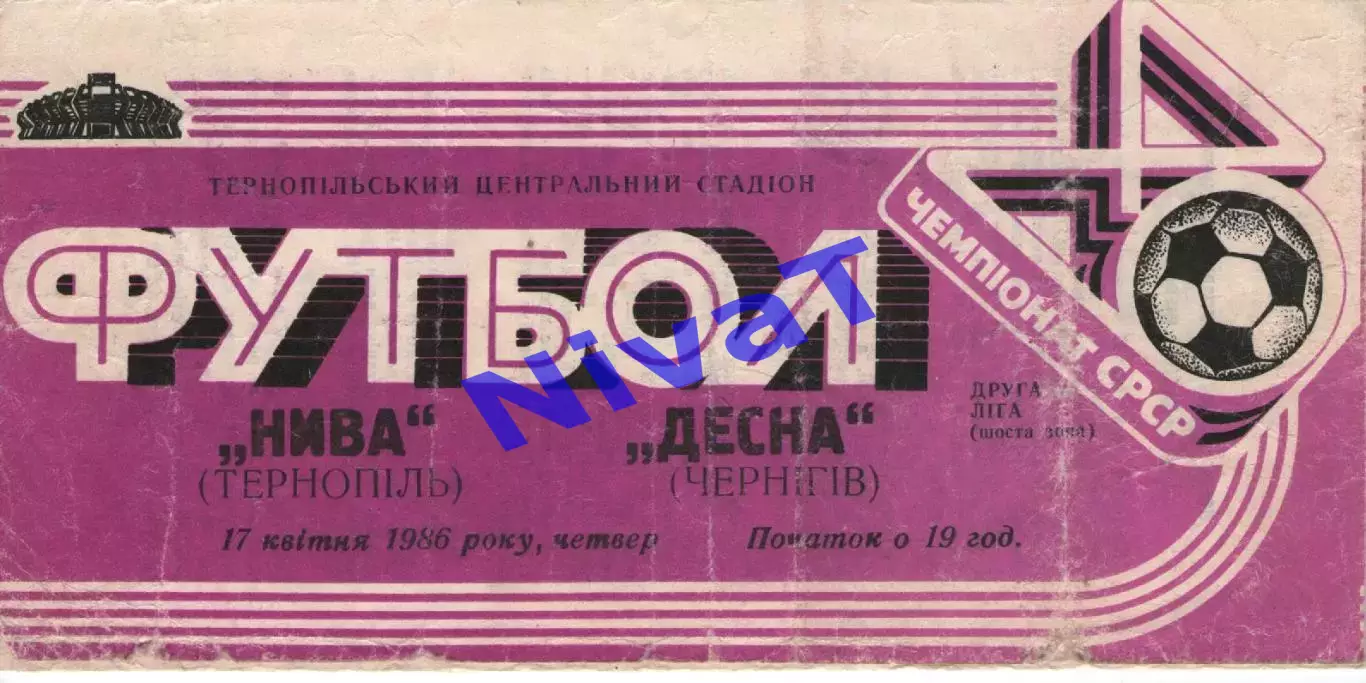 ТЕРНОПІЛЬСЬКИЙ ЦЕНТРАЛЬНИЙ СТАДІОН
49
ЧЕМПІОНАТ СРСР
ФУТБОЛ
NivaT
ДРУГА
ЛІГА
(шоста зона)
„НИВА“ „ДЕСНА“
(ТЕРНОПІЛЬ) (ЧЕРНІГІВ)
17 квітня 1986 року, четвер Початок о 19 год.